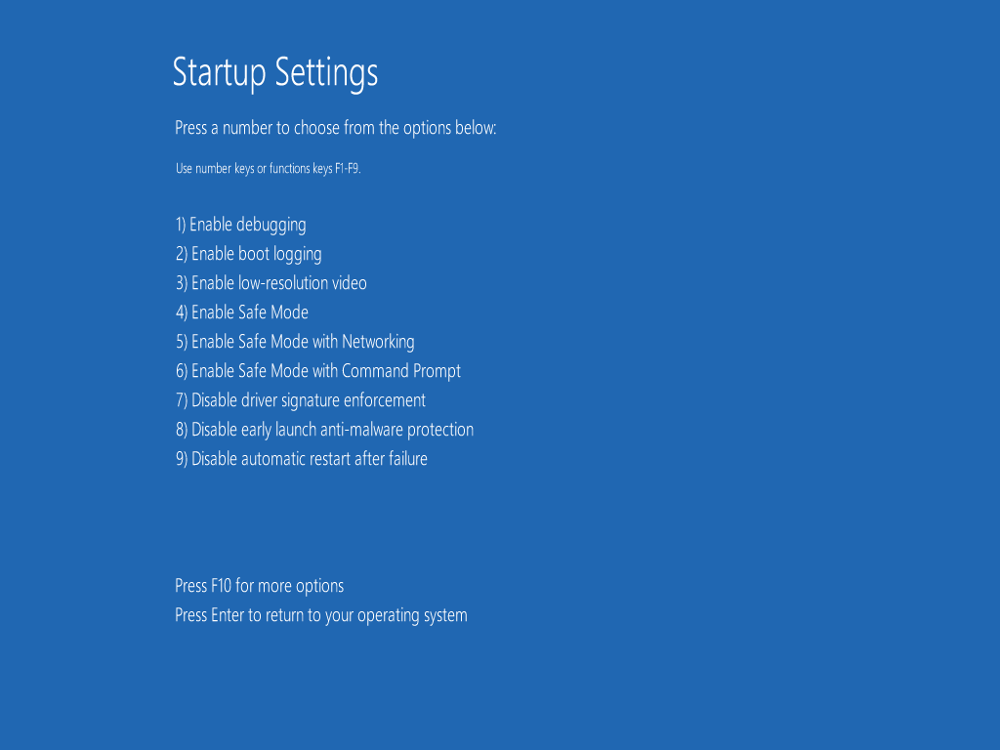 Startup Settings
Press a number to choose from the options below:
Use number keys or functions keys F1-F9.
1) Enable debugging
2) Enable boot logging
3) Enable low-resolution video
4) Enable Safe Mode
5) Enable Safe Mode with Networking
6) Enable Safe Mode with Command Prompt
7) Disable driver signature enforcement
8) Disable early launch anti-malware protection
9) Disable automatic restart after failure
Press F10 for more options
Press Enter to return to your operating system